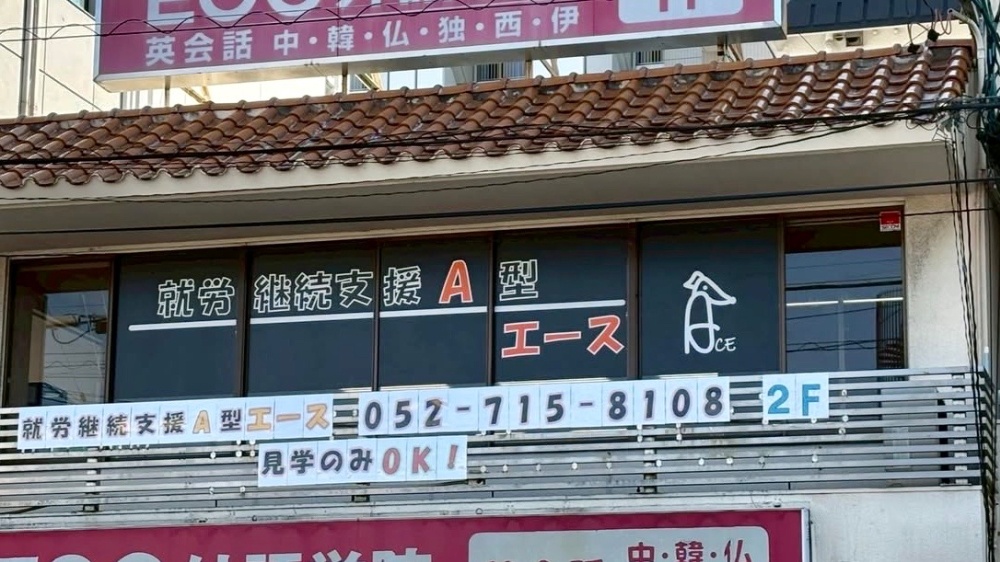 英会話 中・韓・仏・独・西・伊
就労継続支援A型
エース
CE
就労継続支援A型エース 052-715-8108 2F
見学のみOK!
中・韓・仏